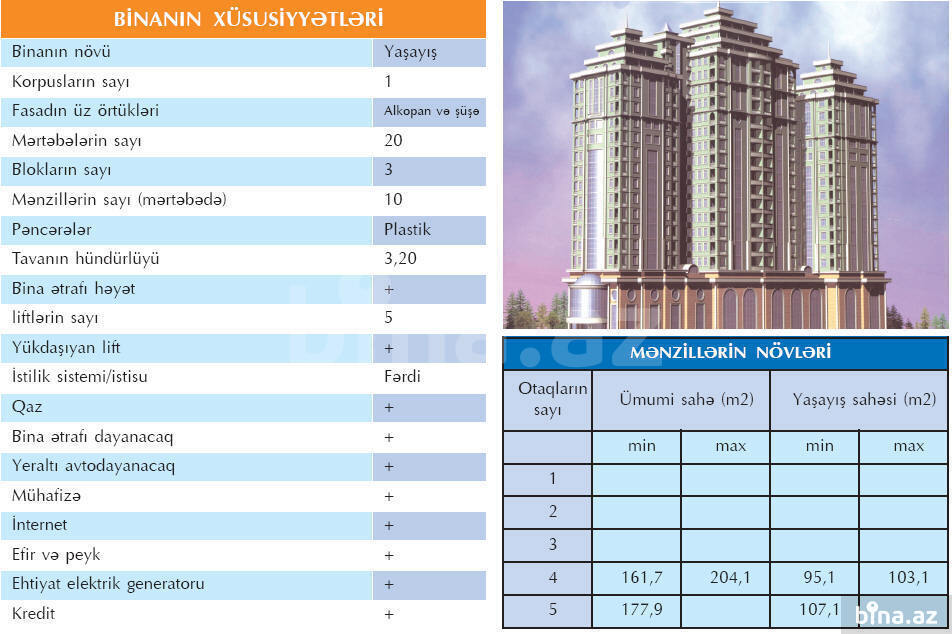 BİNANIN XÜSUSİYYƏTLƏRİ
Binanın növü Yaşayış
Korpusların sayı 1
Fasadın üz örtükləri Alkopan və şüşə
Mərtəbələrin sayı 20
Blokların sayı 3
Mənzillərin sayı (mərtəbədə) 10
Pəncərələr Plastik
Tavanın hündürlüyü 3,20
Bina ətrafı həyət +
liftlərin sayı 5
Yükdaşıyan lift +
İstilik sistemi/istisu Fərdi
Qaz +
Bina ətrafı dayanacaq +
Yeraltı avtodayanacaq +
Mühafizə +
İnternet +
Efir və peyk +
Ehtiyat elektrik generatoru +
Kredit +
MƏNZİLLƏRİN NÖVLƏRİ
Otaqların sayı Ümumi sahə (m2) Yaşayış sahəsi (m2)
min max min max
1
2
3
4 161,7 204,1 95,1 103,1
5 177,9 107,1
bina.az
bina.az